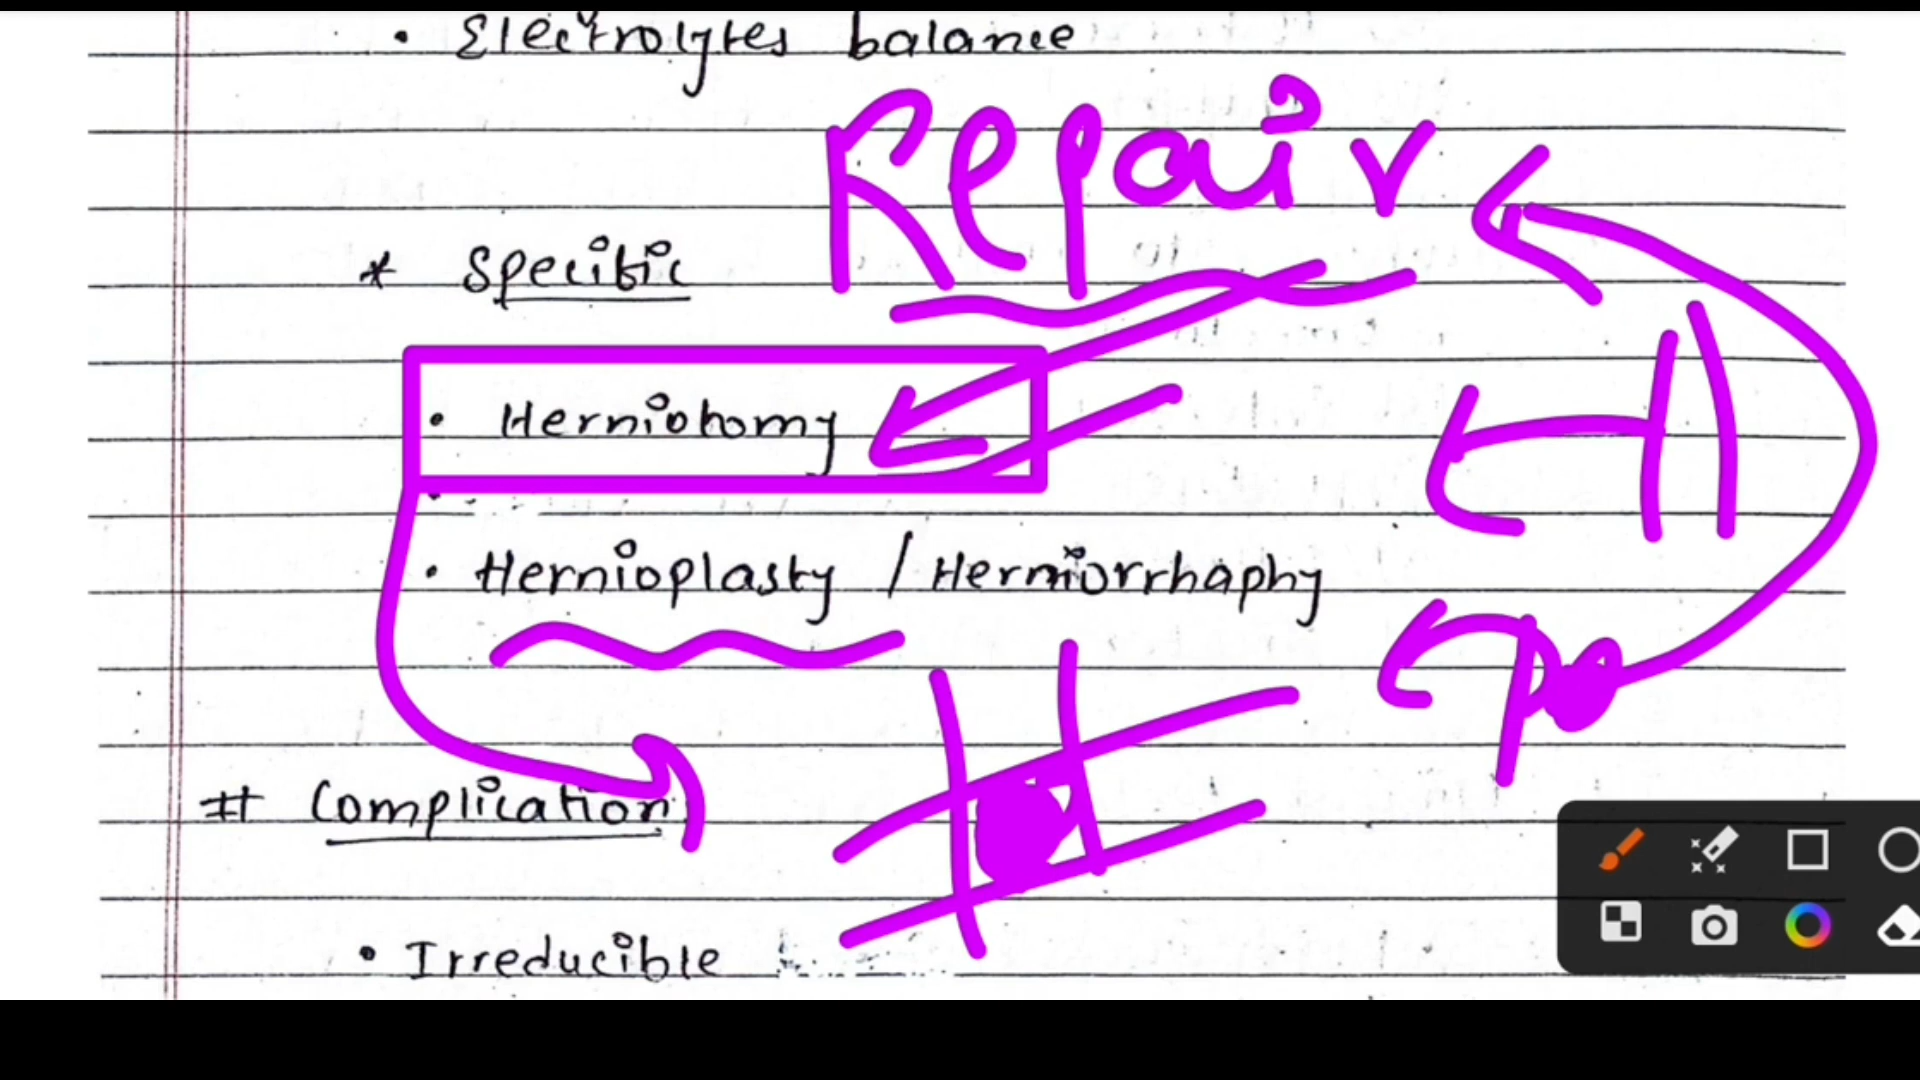 • Electrolytes balance
Repair
* Specific
• Herniotomy
• Hernioplasty / Herniorrhaphy
# Complication
• Irreducible